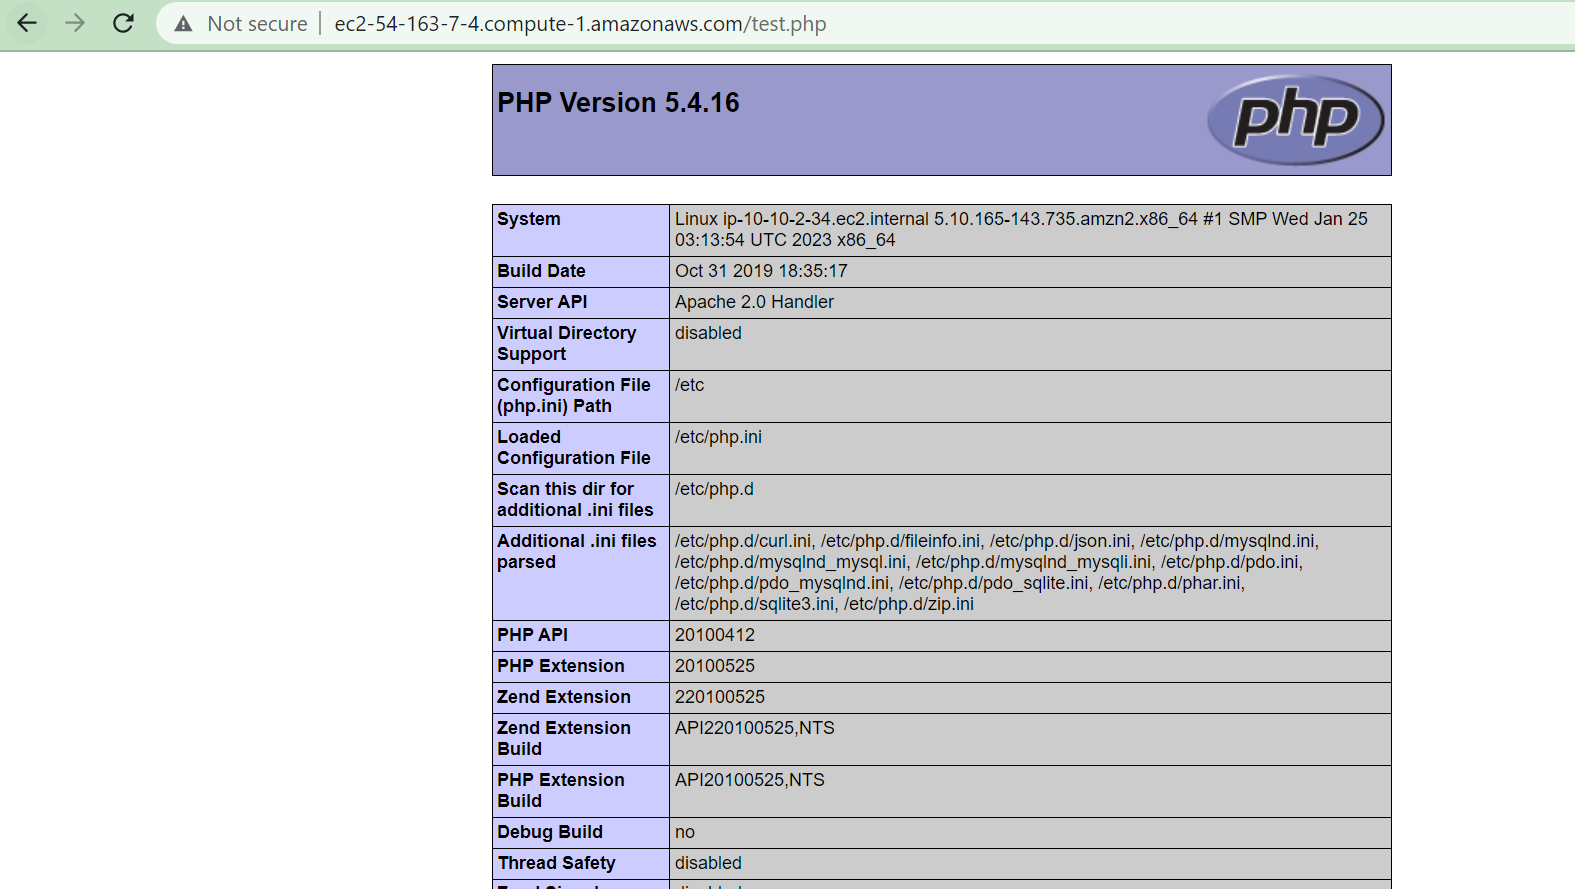 Not secure
ec2-54-163-7-4.compute-1.amazonaws.com/test.php
PHP Version 5.4.16
php
System
Linux ip-10-10-2-34.ec2.internal 5.10.165-143.735.amzn2.x86_64 #1 SMP Wed Jan 25
03:13:54 UTC 2023 x86_64
Build Date
Oct 31 2019 18:35:17
Server API
Apache 2.0 Handler
Virtual Directory
Support
disabled
Configuration File
(php.ini) Path
/etc
Loaded
Configuration File
/etc/php.ini
Scan this dir for
additional .ini files
/etc/php.d
Additional .ini files
parsed
/etc/php.d/curl.ini, /etc/php.d/fileinfo.ini, /etc/php.d/json.ini, /etc/php.d/mysqlnd.ini,
/etc/php.d/mysqlnd_mysql.ini, /etc/php.d/mysqlnd_mysqli.ini, /etc/php.d/pdo.ini,
/etc/php.d/pdo_mysqlnd.ini, /etc/php.d/pdo_sqlite.ini, /etc/php.d/phar.ini,
/etc/php.d/sqlite3.ini, /etc/php.d/zip.ini
PHP API
20100412
PHP Extension
20100525
Zend Extension
220100525
Zend Extension
Build
API220100525,NTS
PHP Extension
Build
API20100525,NTS
Debug Build
no
Thread Safety
disabled